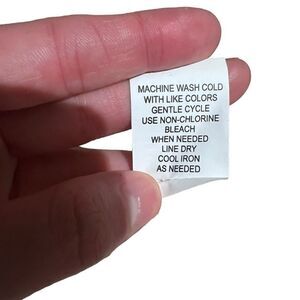 MACHINE WASH COLD
WITH LIKE COLORS
GENTLE CYCLE
USE NON-CHLORINE
BLEACH
WHEN NEEDED
LINE DRY
COOL IRON
AS NEEDED